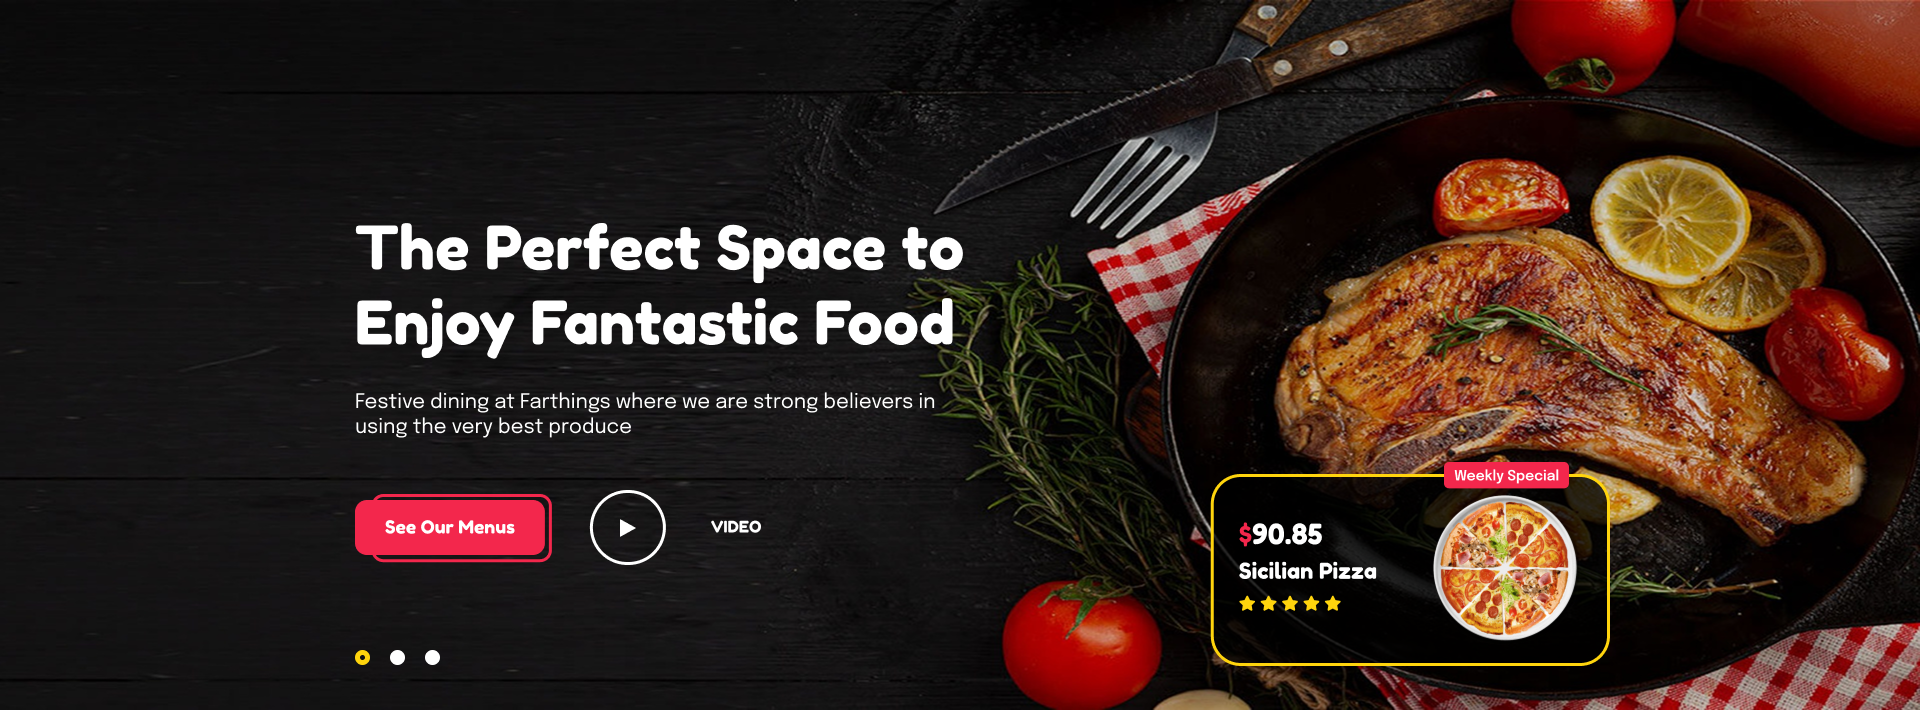 The Perfect Space to
Enjoy Fantastic Food
Festive dining at Farthings where we are strong believers in
using the very best produce
See Our Menus
VIDEO
Weekly Special
$90.85
Sicilian Pizza